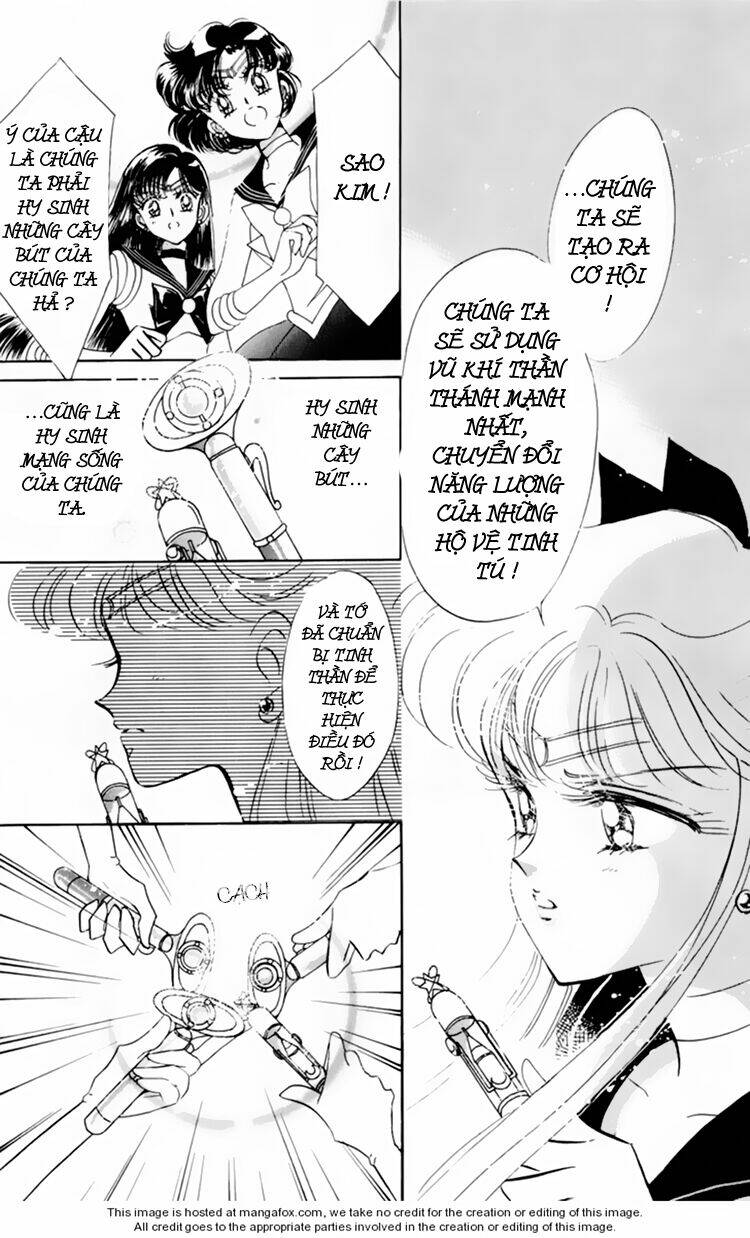 ...CHÚNG
TA SẼ
TẠO RA
CƠ HỘI
!
CHÚNG TA
SẼ SỬ DỤNG
VŨ KHÍ THẦN
THÁNH MẠNH
NHẤT,
CHUYỂN ĐỔI
NĂNG LƯỢNG
CỦA NHỮNG
HỘ VỆ TINH
TÚ !
SAO
KIM !
Ý CỦA CẬU
LÀ CHÚNG
TA PHẢI
HY SINH
NHỮNG CÂY
BÚT CỦA
CHÚNG TA
HẢ ?
HY SINH
NHỮNG
CÂY
BÚT...
...CŨNG LÀ
HY SINH
MẠNG SỐNG
CỦA CHÚNG
TA.
VÀ TỚ
ĐÃ CHUẨN
BỊ TINH
THẦN ĐỂ
THỰC
HIỆN
ĐIỀU ĐÓ
RỒI !
CẠCH
This image is hosted at mangafox.com, we take no credit for the creation or editing of this image.
All credit goes to the appropriate parties involved in the creation or editing of this image.